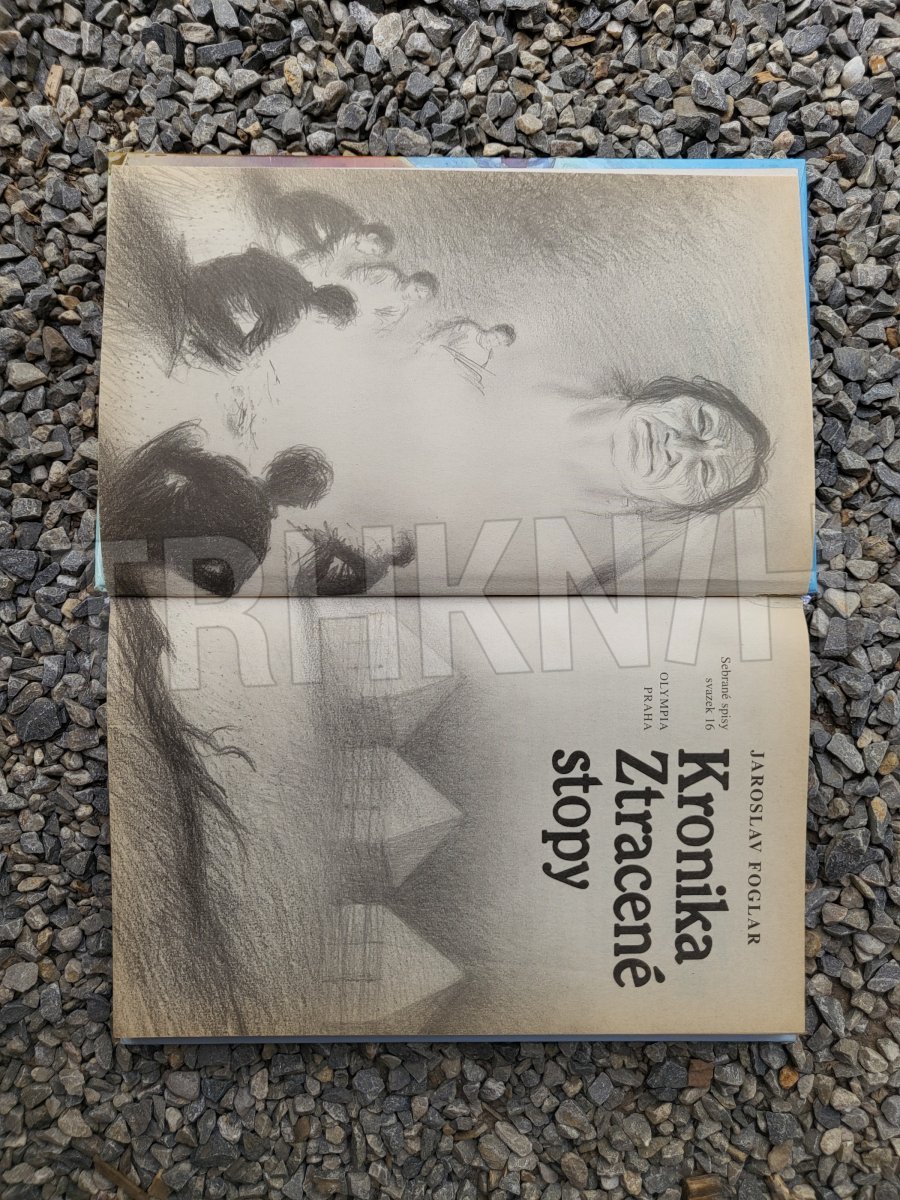 JAROSLAV FOGLAR
Kronika
Ztracené
stopy
Sebrané spisy
svazek 16
OLYMPIA
PRAHA
TRHKNIH